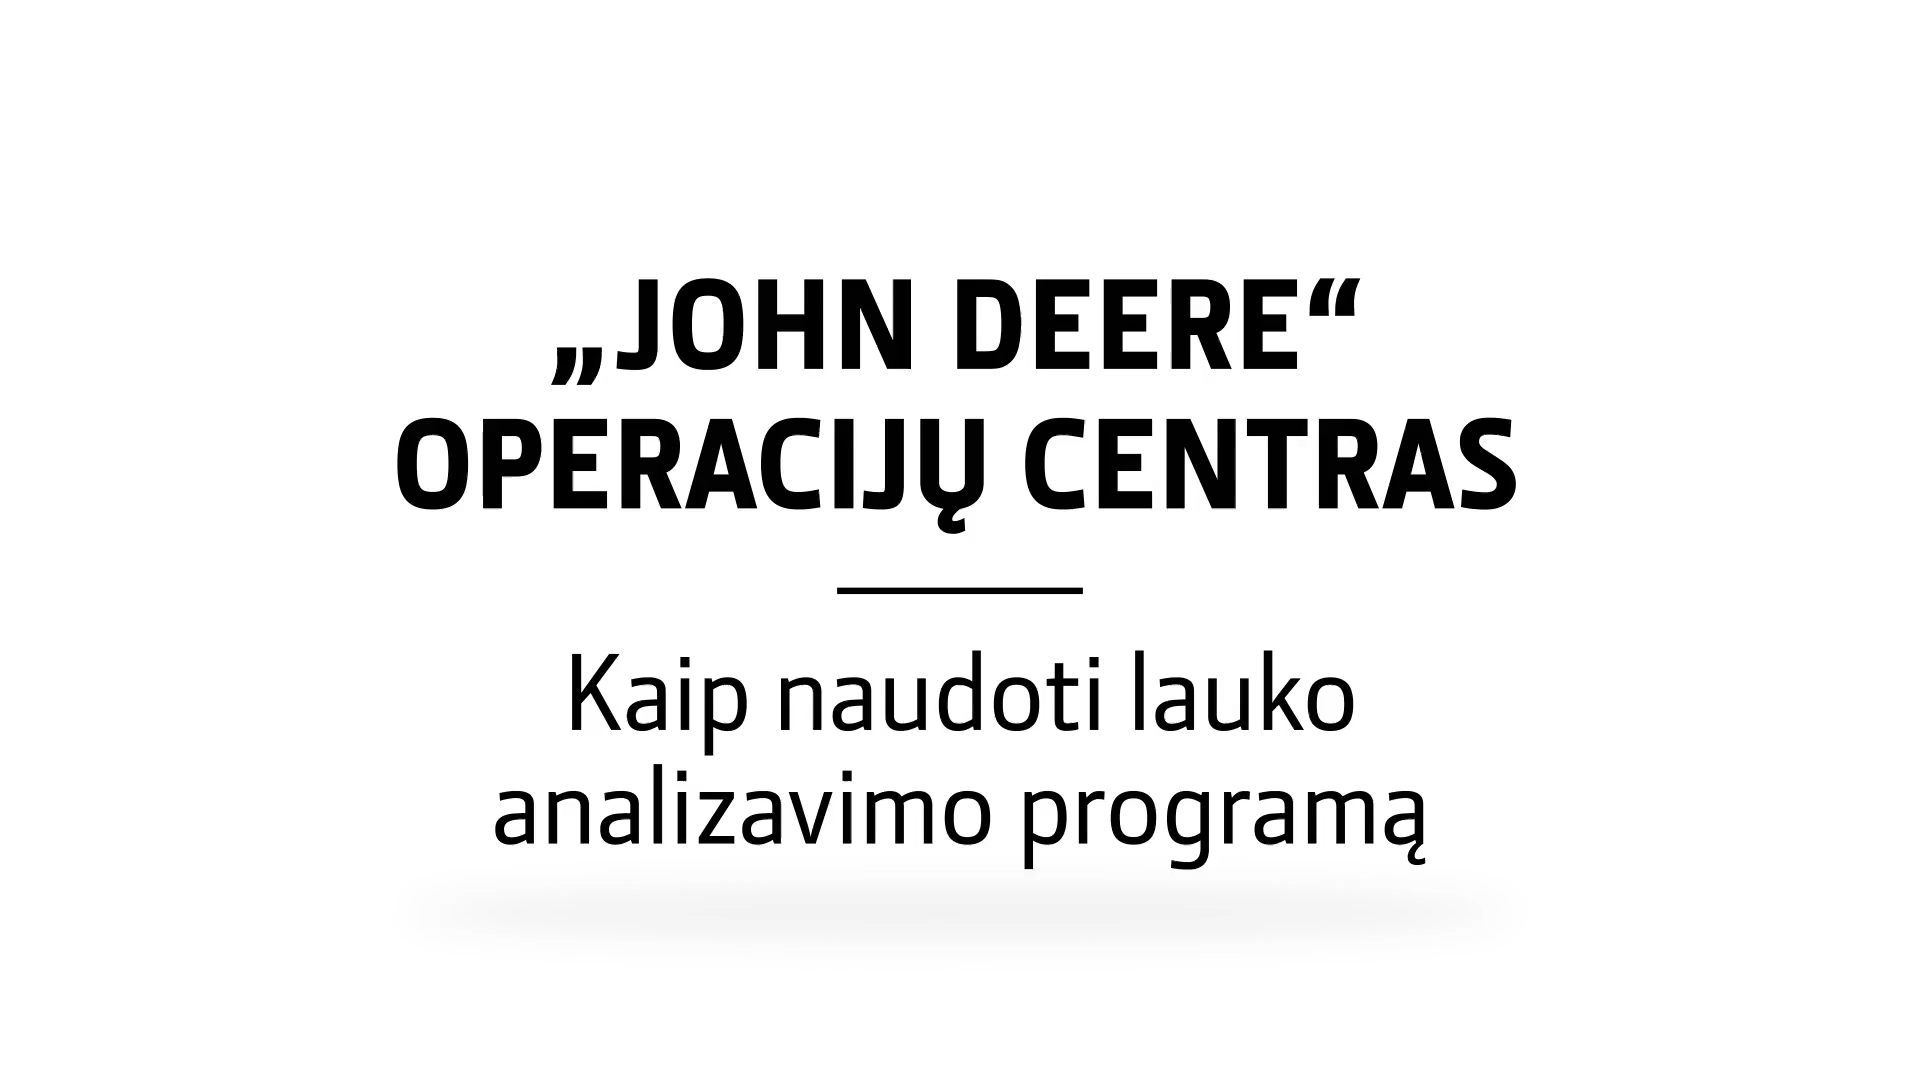 „JOHN DEERE“
OPERACIJŲ CENTRAS
Kaip naudoti lauko
analizavimo programą